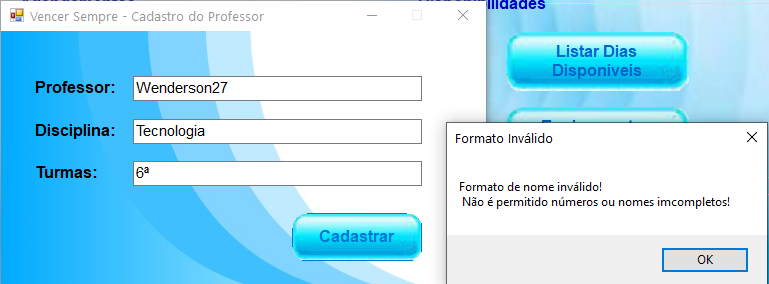 Vencer Sempre - Cadastro do Professor
Professor:
Wenderson27
Disciplina:
Tecnologia
Turmas:
6ª
Cadastrar
Listar Dias
Disponíveis
Formato Inválido
Formato de nome inválido!
Não é permitido números ou nomes imcompletos!
OK